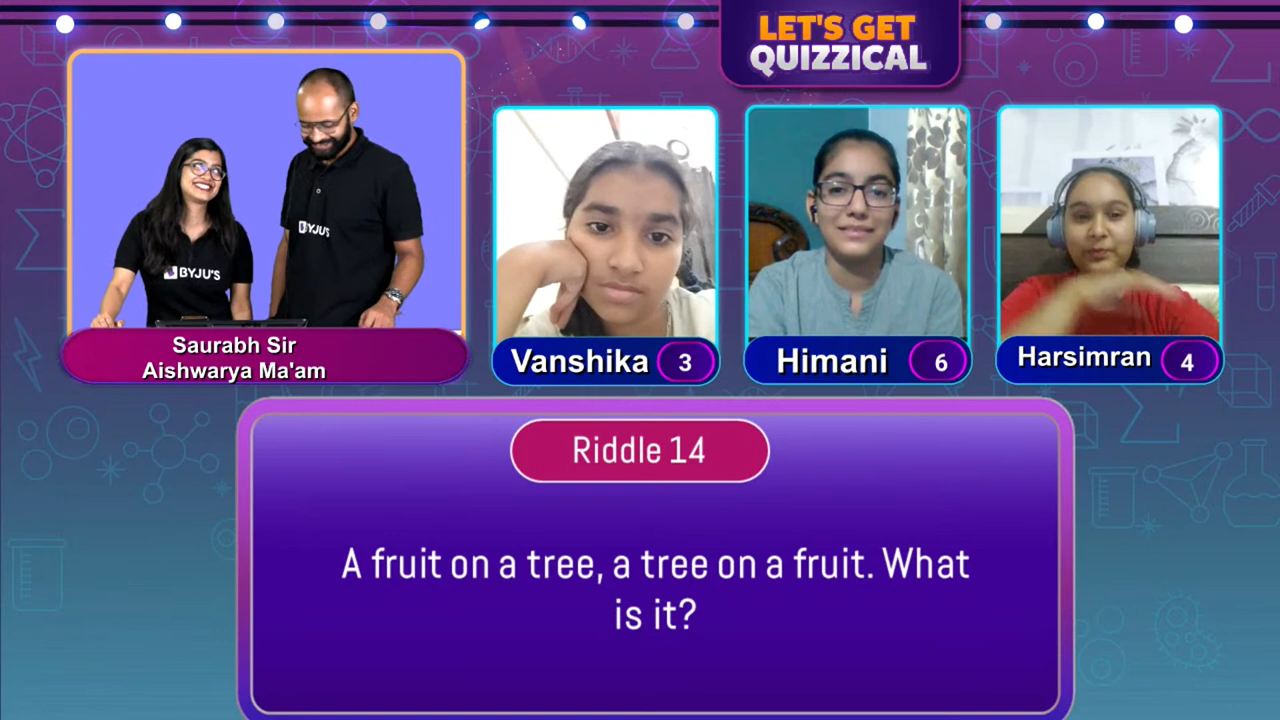 LET'S GET
QUIZZICAL
BYJU'S
BYJU'S
Saurabh Sir
Aishwarya Ma'am
Vanshika 3
Himani 6
Harsimran 4
Riddle 14
A fruit on a tree, a tree on a fruit. What
is it?